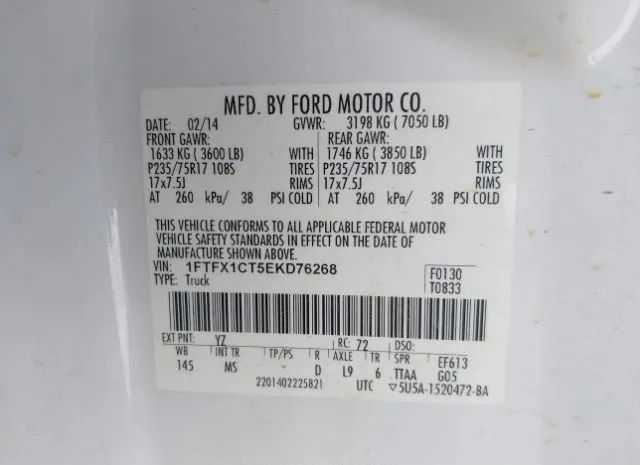 MFD. BY FORD MOTOR CO.
DATE: 02/14 GVWR: 3198 KG ( 7050 LB)
FRONT GAWR: REAR GAWR:
1633 KG ( 3600 LB) WITH 1746 KG ( 3850 LB) WITH
P235/75R17 108S TIRES P235/75R17 108S TIRES
17x7.5J RIMS 17x7.5J RIMS
AT 260 kPa/ 38 PSI COLD AT 260 kPa/ 38 PSI COLD
THIS VEHICLE CONFORMS TO ALL APPLICABLE FEDERAL MOTOR
VEHICLE SAFETY STANDARDS IN EFFECT ON THE DATE OF
MANUFACTURE SHOWN ABOVE.
VIN: 1FTFX1CT5EKD76268 F0130
TYPE: Truck T0833
EXT PNT: YZ RC: 72 DSO:
WB INT TR TP/PS R AXLE TR SPR EF613
145 MS D L9 6 TTAA G05
2201402225821 UTC ▽5U5A-1520472-BA